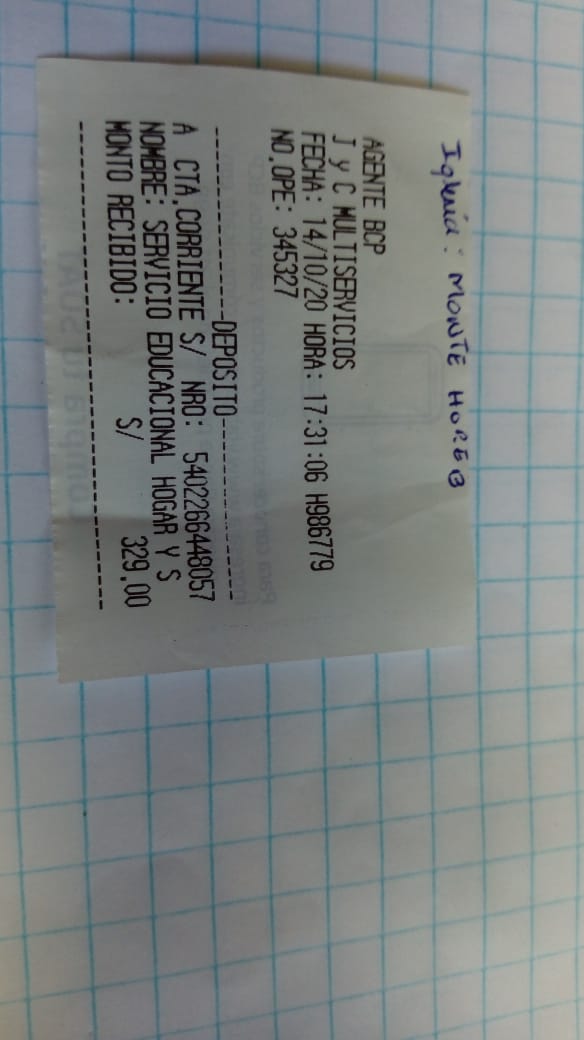 Iglesia: MONTE HOREB
AGENTE BCP
J y C MULTISERVICIOS
FECHA: 14/10/20 HORA: 17:31:06 H986779
NO.OPE: 345327
-----------DEPOSITO-----------
A CTA.CORRIENTE S/ NRO: 5402266448057
NOMBRE: SERVICIO EDUCACIONAL HOGAR Y S
MONTO RECIBIDO: S/ 329.00